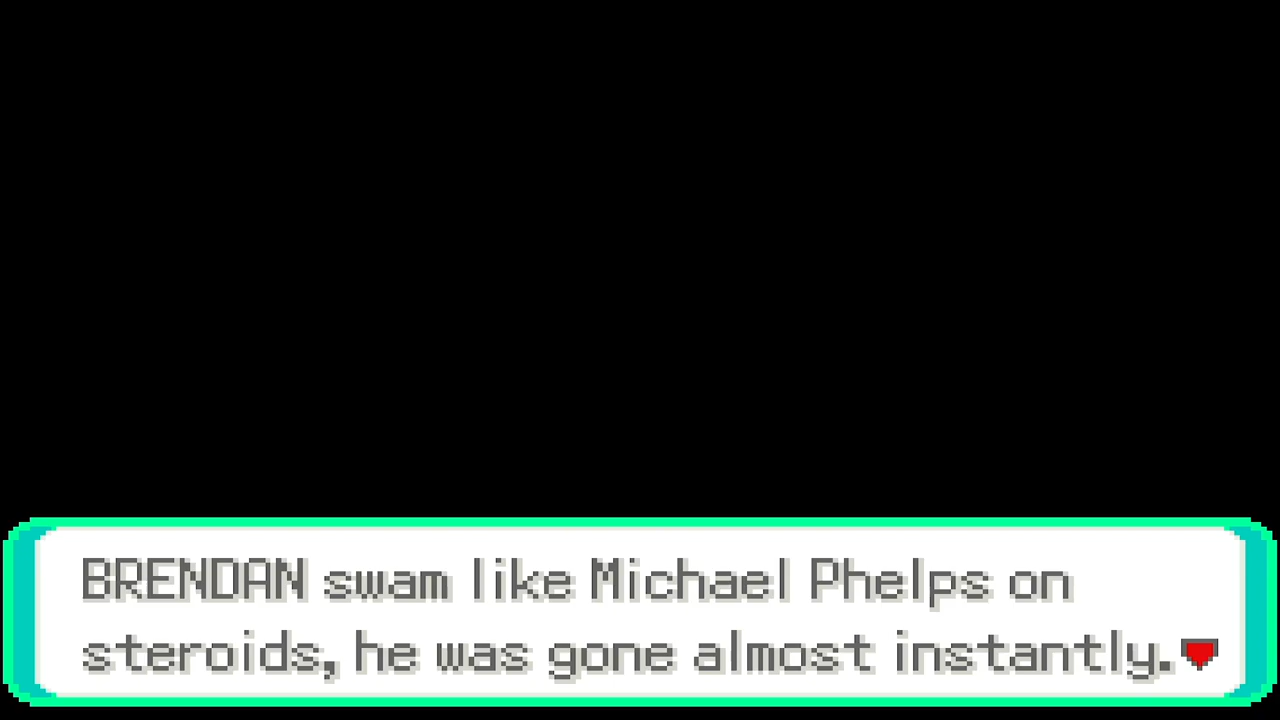 BRENDAN swam like Michael Phelps on
steroids, he was gone almost instantly.